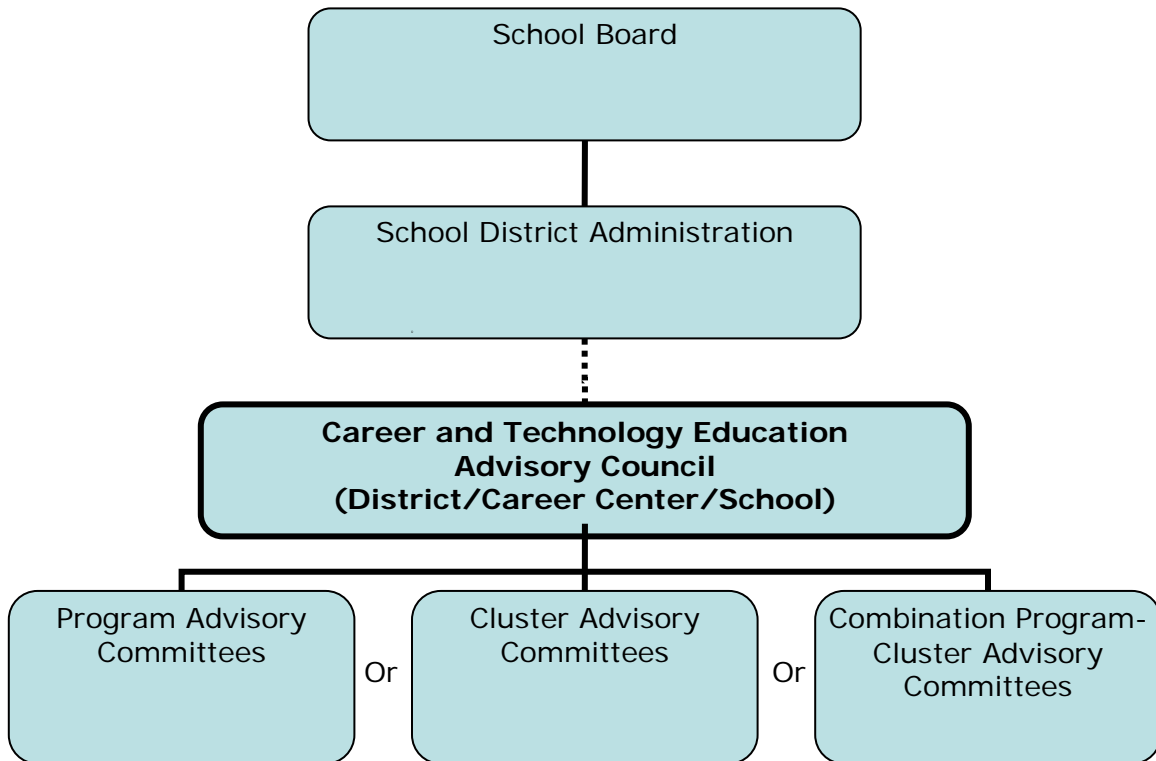 School Board
School District Administration
Career and Technology Education
Advisory Council
(District/Career Center/School)
Program Advisory
Committees
Or
Cluster Advisory
Committees
Or
Combination Program-
Cluster Advisory
Committees